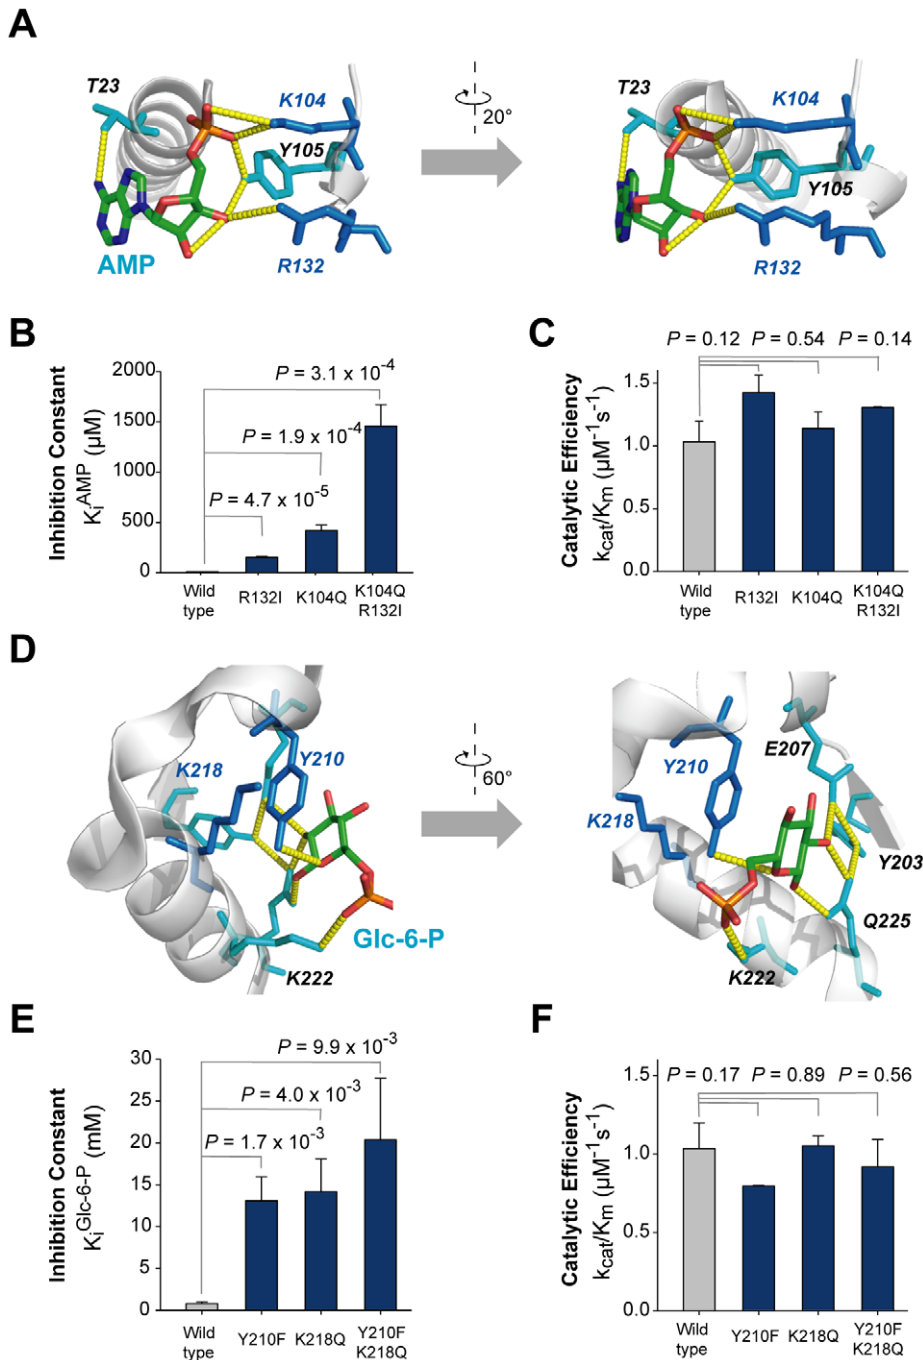 A
T23
K104
Y105
AMP
R132
20°
T23
K104
Y105
R132
B
Inhibition Constant
KiAMP (µM)
2000
1500
1000
500
0
P = 3.1 x 10-4
P = 1.9 x 10-4
P = 4.7 x 10-5
Wild type
R132I
K104Q
K104Q R132I
C
Catalytic Efficiency
kcat/Km (µM-1s-1)
P = 0.12
P = 0.54
P = 0.14
1.5
1.0
0.5
0.0
Wild type
R132I
K104Q
K104Q R132I
D
K218
Y210
Glc-6-P
K222
60°
E207
Y210
K218
Y203
Q225
K222
E
Inhibition Constant
KiGlc-6-P (mM)
30
25
20
15
10
5
0
P = 9.9 x 10-3
P = 4.0 x 10-3
P = 1.7 x 10-3
Wild type
Y210F
K218Q
Y210F K218Q
F
Catalytic Efficiency
kcat/Km (µM-1s-1)
1.5
1.0
0.5
0.0
P = 0.17
P = 0.89
P = 0.56
Wild type
Y210F
K218Q
Y210F K218Q